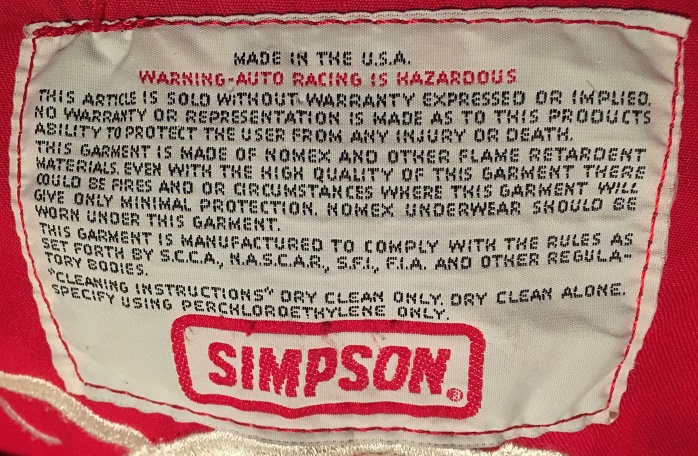 MADE IN THE U.S.A.
WARNING-AUTO RACING IS HAZARDOUS
THIS ARTICLE IS SOLD WITHOUT WARRANTY EXPRESSED OR IMPLIED.
NO WARRANTY OR REPRESENTATION IS MADE AS TO THIS PRODUCTS
ABILITY TO PROTECT THE USER FROM ANY INJURY OR DEATH.
THIS GARMENT IS MADE OF NOMEX AND OTHER FLAME RETARDENT
MATERIALS. EVEN WITH THE HIGH QUALITY OF THIS GARMENT THERE
COULD BE FIRES AND OR CIRCUMSTANCES WHERE THIS GARMENT WILL
GIVE ONLY MINIMAL PROTECTION. NOMEX UNDERWEAR SHOULD BE
WORN UNDER THIS GARMENT.
THIS GARMENT IS MANUFACTURED TO COMPLY WITH THE RULES AS
SET FORTH BY S.C.C.A., N.A.S.C.A.R., S.F.I., F.I.A. AND OTHER REGULA-
TORY BODIES.
"CLEANING INSTRUCTIONS" DRY CLEAN ONLY. DRY CLEAN ALONE.
SPECIFY USING PERCHLOROETHYLENE ONLY.
SIMPSON®